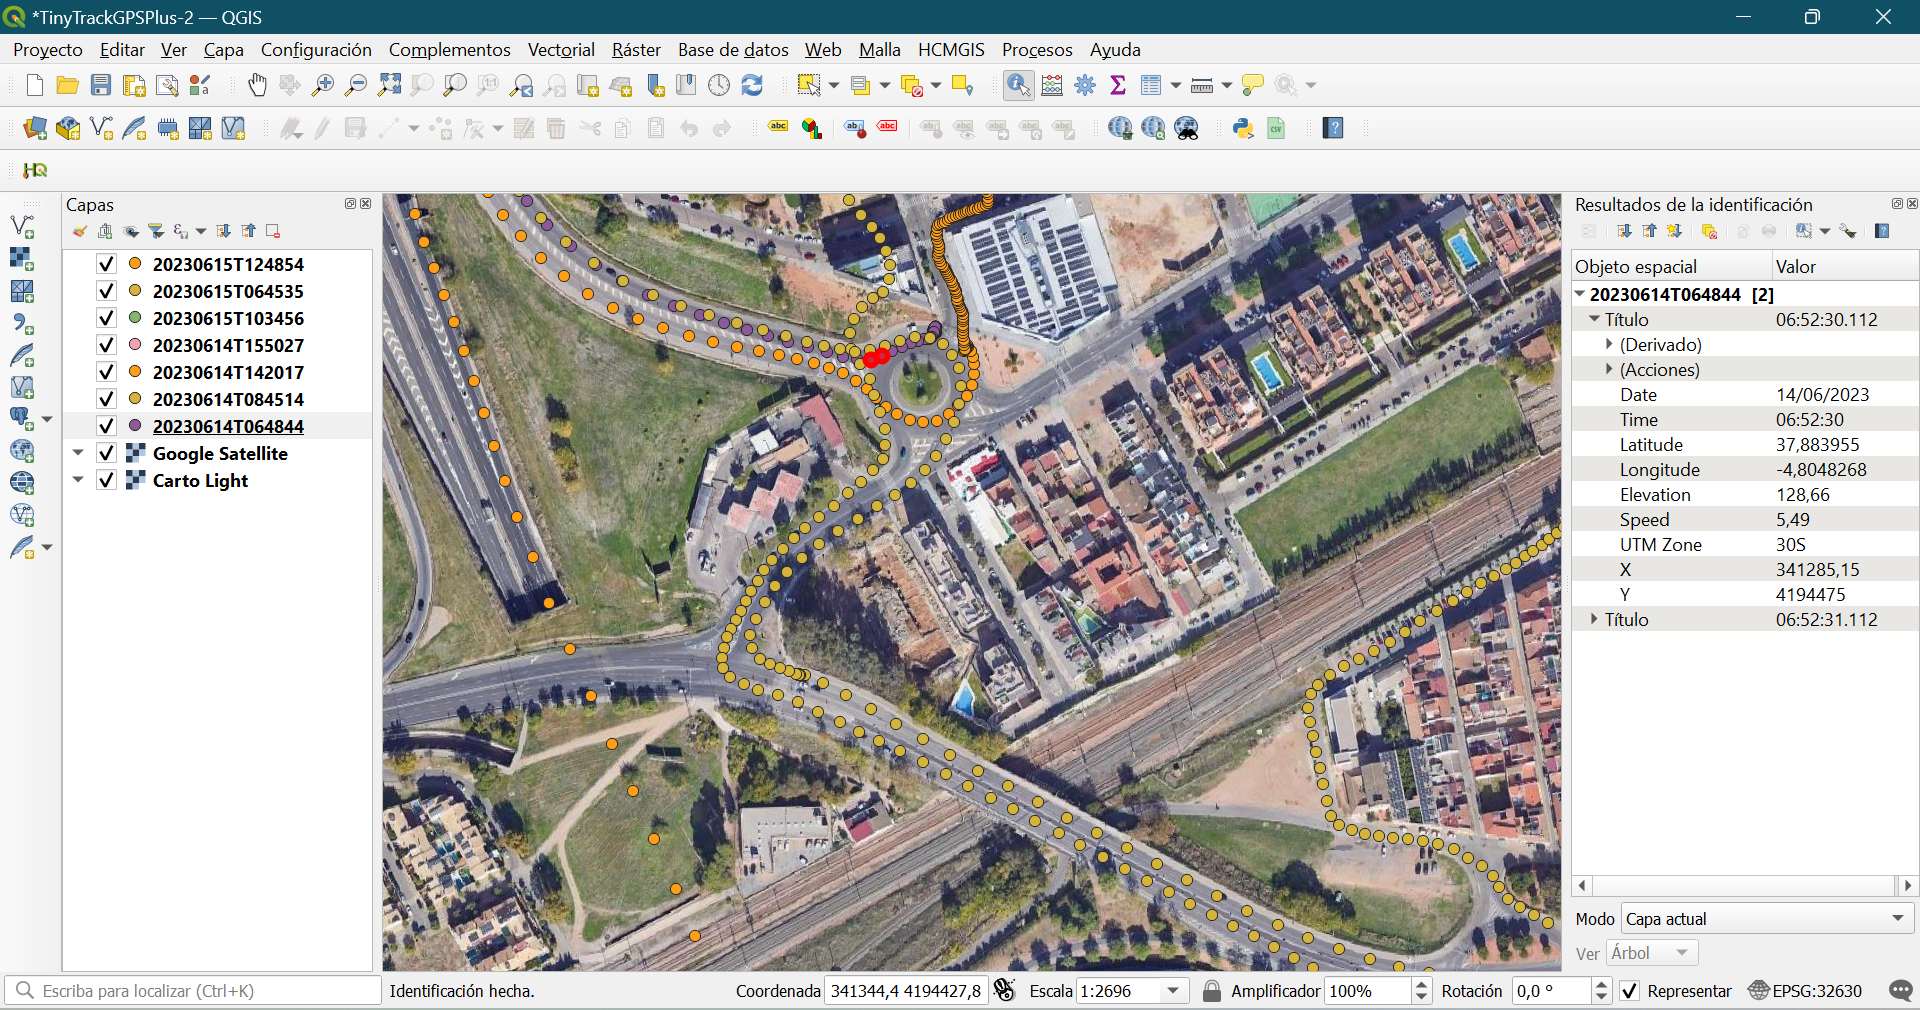 *TinyTrackGPSPlus-2 — QGIS
Proyecto Editar Ver Capa Configuración Complementos Vectorial Ráster Base de datos Web Malla HCMGIS Procesos Ayuda
Capas
20230615T124854
20230615T064535
20230615T103456
20230614T155027
20230614T142017
20230614T084514
20230614T064844
Google Satellite
Carto Light
Resultados de la identificación
Objeto espacial Valor
20230614T064844 [2]
Título 06:52:30.112
(Derivado)
(Acciones)
Date 14/06/2023
Time 06:52:30
Latitude 37,883955
Longitude -4,8048268
Elevation 128,66
Speed 5,49
UTM Zone 30S
X 341285,15
Y 4194475
Título 06:52:31.112
Modo Capa actual
Ver Árbol
Escriba para localizar (Ctrl+K) Identificación hecha. Coordenada 341344,4 4194427,8 Escala 1:2696 Amplificador 100% Rotación 0,0 ° Representar EPSG:32630